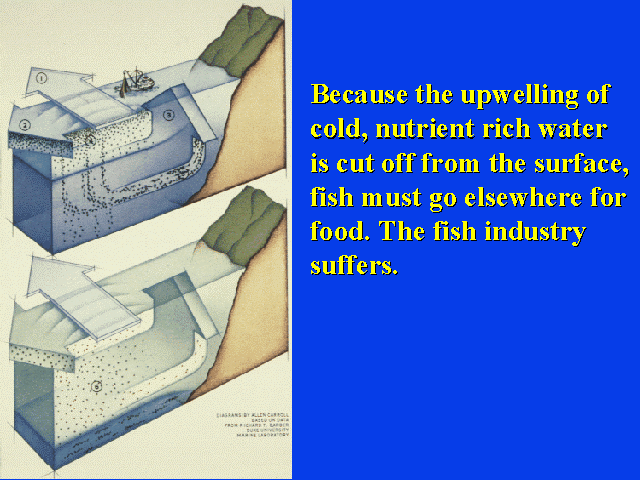 Because the upwelling of
cold, nutrient rich water
is cut off from the surface,
fish must go elsewhere for
food. The fish industry
suffers.
1
DIAGRAMS BY ALLEN CARROLL
BASED ON DATA
FROM RICHARD T. BARBER
DUKE UNIVERSITY
MARINE LABORATORY